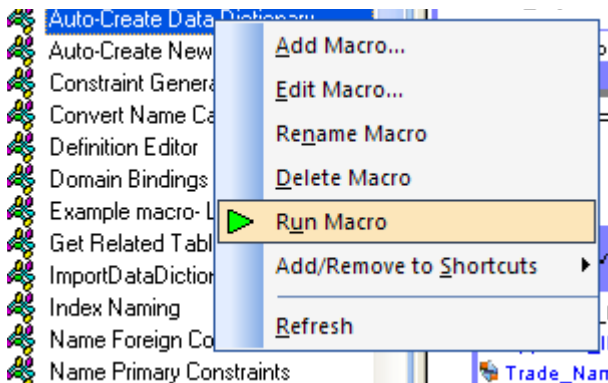 Auto-Create Data Dictionary
Auto-Create New
Constraint Genera
Convert Name Ca
Definition Editor
Domain Bindings
Example macro- L
Get Related Tabl
ImportDataDiction
Index Naming
Name Foreign Co
Name Primary Constraints
Add Macro...
Edit Macro...
Rename Macro
Delete Macro
Run Macro
Add/Remove to Shortcuts
Refresh
Trade_Nam